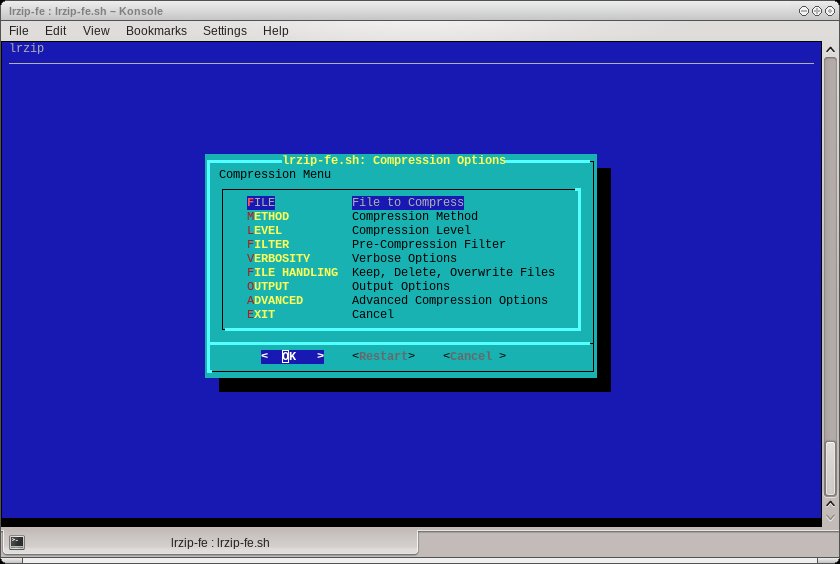 lrzip-fe : lrzip-fe.sh – Konsole
File Edit View Bookmarks Settings Help
lrzip
lrzip-fe.sh: Compression Options
Compression Menu
FILE File to Compress
METHOD Compression Method
LEVEL Compression Level
FILTER Pre-Compression Filter
VERBOSITY Verbose Options
FILE HANDLING Keep, Delete, Overwrite Files
OUTPUT Output Options
ADVANCED Advanced Compression Options
EXIT Cancel
< OK > <Restart> <Cancel >
lrzip-fe : lrzip-fe.sh